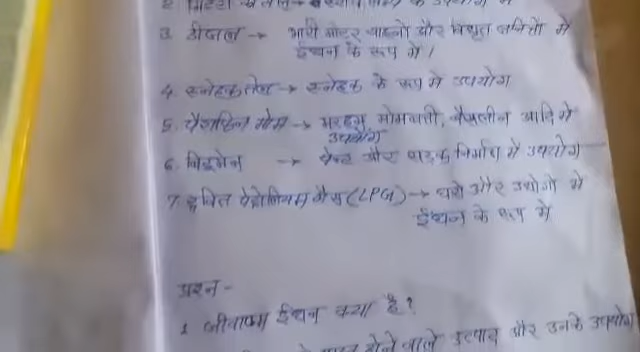 3. डीजल → भारी मोटर वाहनों और विद्युत जनित्रों में
ईंधन के रूप में।
4. स्नेहक तेल → स्नेहक के रूप में उपयोग
5. पैराफिन मोम → मरहम, मोमबत्ती, वैसलीन आदि में
उपयोग
6. बिटुमेन → पेन्ट और सड़क निर्माण में उपयोग
7. द्रवित पेट्रोलियम गैस (LPG) → घरों और उद्योगों में
ईंधन के रूप में
प्रश्न -
1. जीवाश्म ईंधन क्या है?
प्राप्त होने वाले उत्पाद और उनके उपयोग